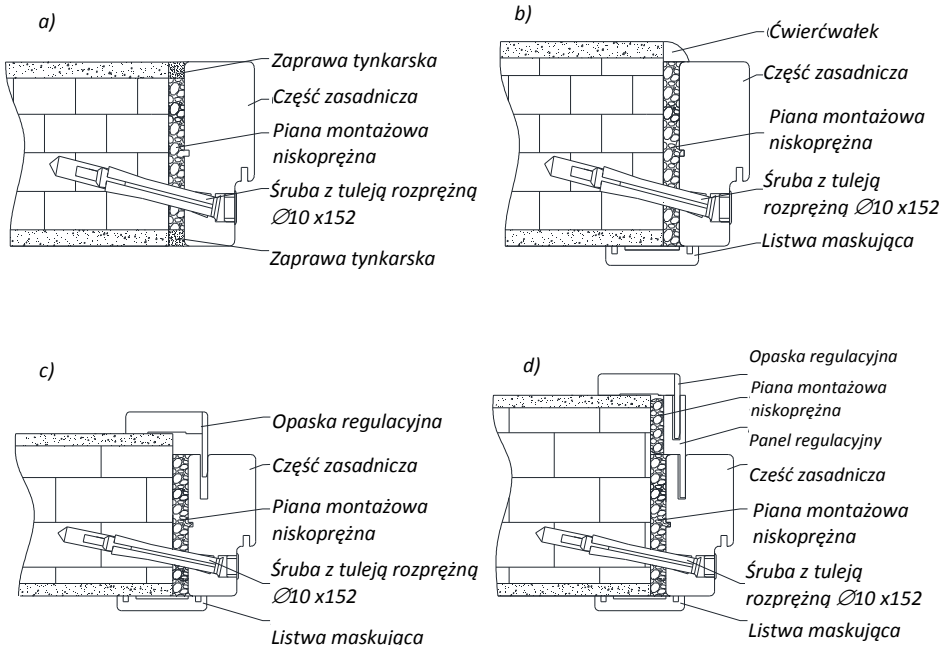 a)
Zaprawa tynkarska
Część zasadnicza
Piana montażowa
niskoprężna
Śruba z tuleją rozprężną
∅10 x152
Zaprawa tynkarska
b)
Ćwierćwałek
Część zasadnicza
Piana montażowa
niskoprężna
Śruba z tuleją
rozprężną ∅10 x152
Listwa maskująca
c)
Opaska regulacyjna
Część zasadnicza
Piana montażowa
niskoprężna
Śruba z tuleją rozprężną
∅10 x152
Listwa maskująca
d)
Opaska regulacyjna
Piana montażowa
niskoprężna
Panel regulacyjny
Część zasadnicza
Piana montażowa
niskoprężna
Śruba z tuleją
rozprężną ∅10 x152
Listwa maskująca